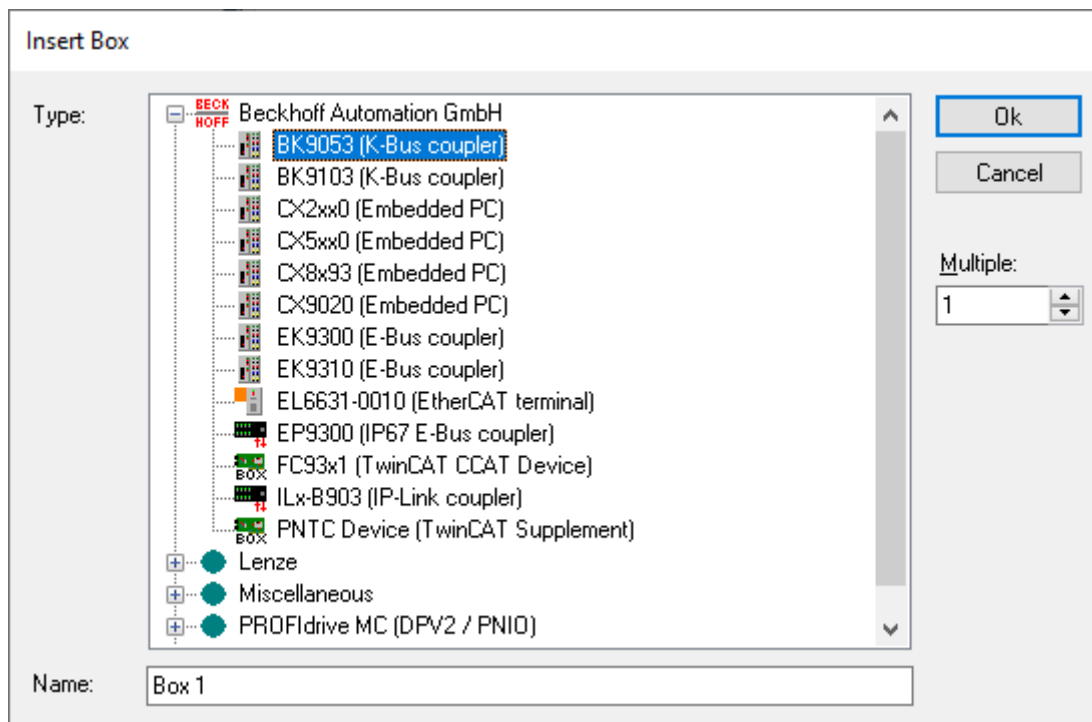 Insert Box
Type:
BECK
HOFF
Beckhoff Automation GmbH
BK9053 (K-Bus coupler)
BK9103 (K-Bus coupler)
CX2xx0 (Embedded PC)
CX5xx0 (Embedded PC)
CX8x93 (Embedded PC)
CX9020 (Embedded PC)
EK9300 (E-Bus coupler)
EK9310 (E-Bus coupler)
EL6631-0010 (EtherCAT terminal)
EP9300 (IP67 E-Bus coupler)
BOX FC93x1 (TwinCAT CCAT Device)
ILx-B903 (IP-Link coupler)
BOX PNTC Device (TwinCAT Supplement)
Lenze
Miscellaneous
PROFIdrive MC (DPV2 / PNIO)
Ok
Cancel
Multiple:
1
Name:
Box 1